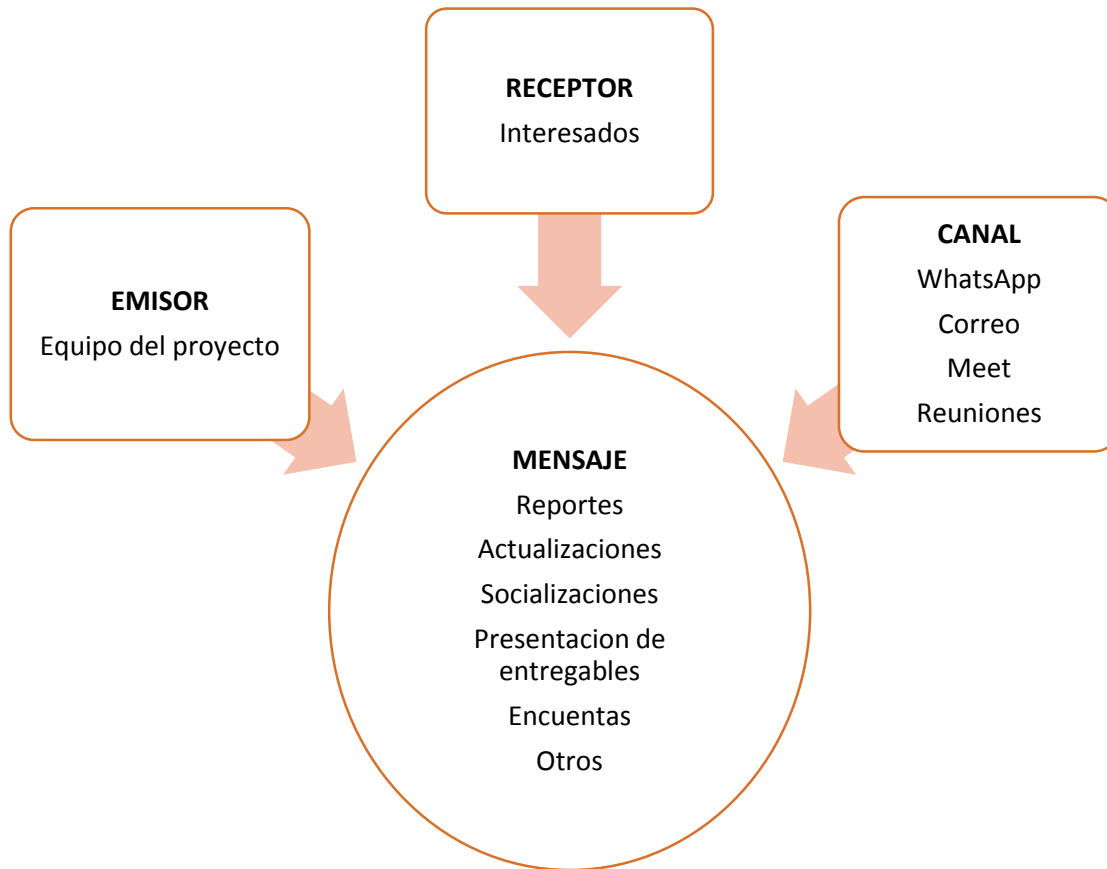 RECEPTOR
Interesados
EMISOR
Equipo del proyecto
CANAL
WhatsApp
Correo
Meet
Reuniones
MENSAJE
Reportes
Actualizaciones
Socializaciones
Presentacion de
entregables
Encuentas
Otros